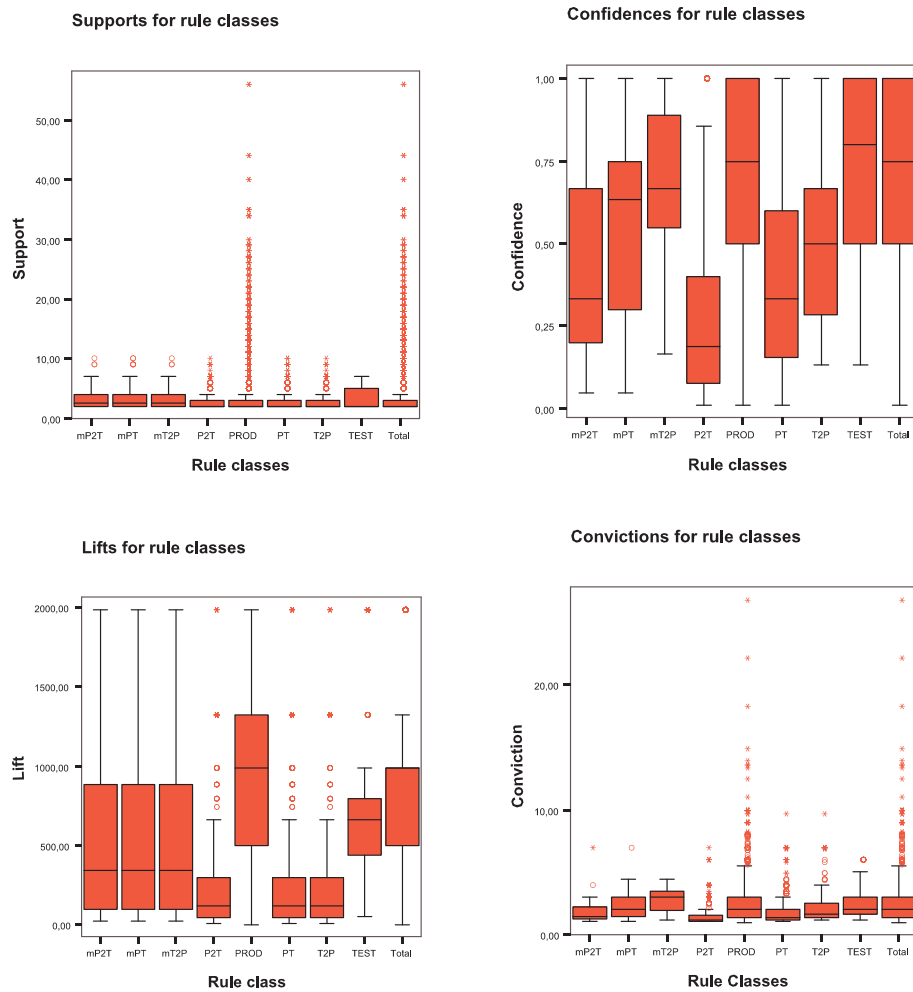 Supports for rule classes
50,00
40,00
30,00
20,00
10,00
0,00
Support
mP2T mPT mT2P P2T PROD PT T2P TEST Total
Rule classes
Confidences for rule classes
1,00
0,75
0,50
0,25
0,00
Confidence
mP2T mPT mT2P P2T PROD PT T2P TEST Total
Rule classes
Lifts for rule classes
2000,00
1500,00
1000,00
500,00
0,00
Lift
mP2T mPT mT2P P2T PROD PT T2P TEST Total
Rule class
Convictions for rule classes
20,00
10,00
0,00
Conviction
mP2T mPT mT2P P2T PROD PT T2P TEST Total
Rule Classes